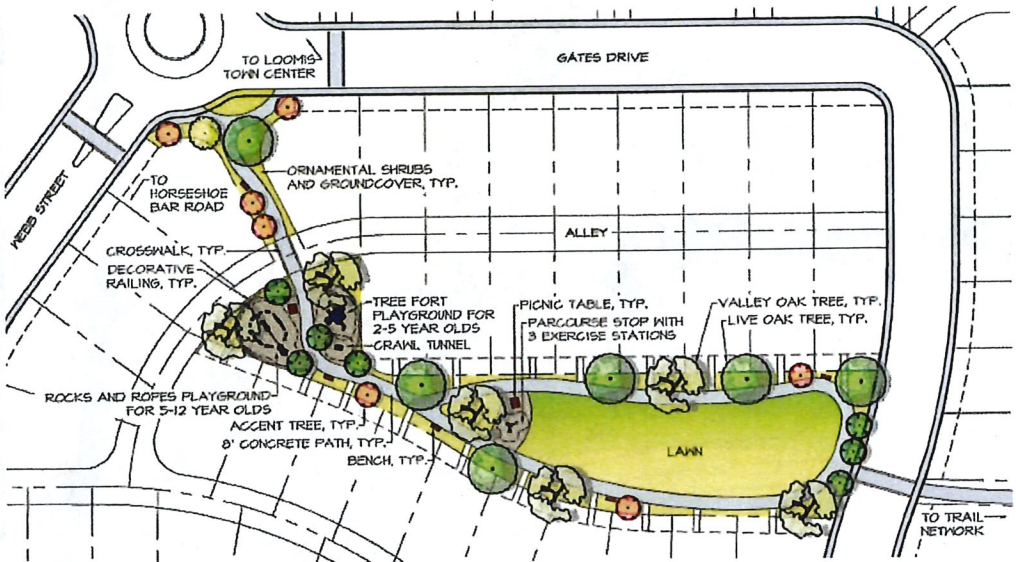 TO LOOMIS
TOWN CENTER
GATES DRIVE
WEBB STREET
TO
HORSESHOE
BAR ROAD
ORNAMENTAL SHRUBS
AND GROUNDCOVER, TYP.
ALLEY
CROSSWALK, TYP.
DECORATIVE
RAILING, TYP.
TREE FORT
PLAYGROUND FOR
2-5 YEAR OLDS
CRAWL TUNNEL
PICNIC TABLE, TYP.
PARCOURSE STOP WITH
3 EXERCISE STATIONS
VALLEY OAK TREE, TYP.
LIVE OAK TREE, TYP.
ROCKS AND ROPES PLAYGROUND
FOR 5-12 YEAR OLDS
ACCENT TREE, TYP.
8' CONCRETE PATH, TYP.
BENCH, TYP.
LAWN
TO TRAIL
NETWORK